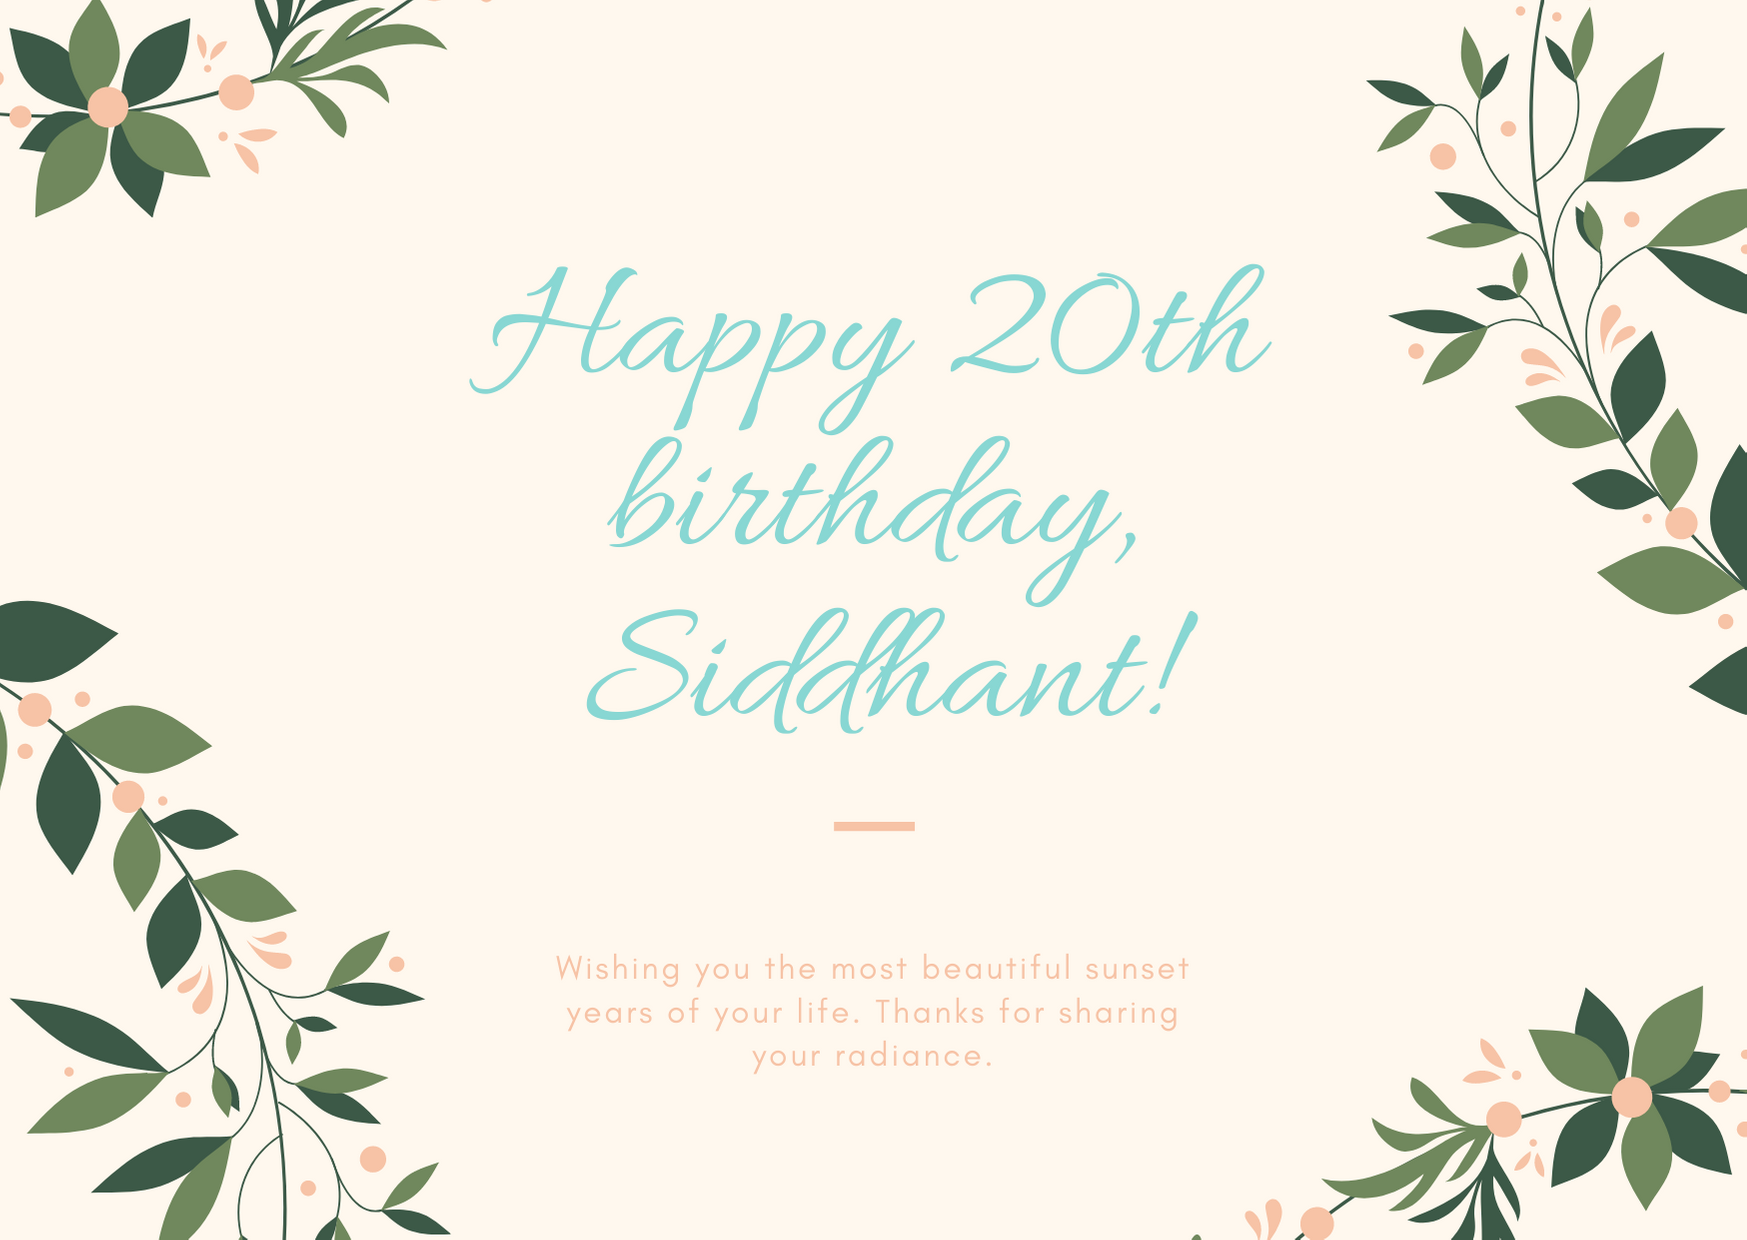 Happy 20th
birthday,
Siddhant!
Wishing you the most beautiful sunset
years of your life. Thanks for sharing
your radiance.